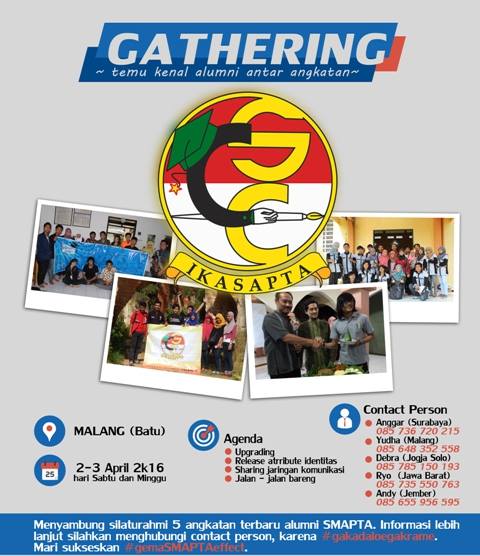 GATHERING
~ temu kenal alumni antar angkatan~
IKASAPTA
MALANG (Batu)
25
2-3 April 2k16
hari Sabtu dan Minggu
Agenda
Upgrading
Release atrribute identitas
Sharing jaringan komunikasi
Jalan - jalan bareng
Contact Person
Anggar (Surabaya)
085 736 720 215
Yudha (Malang)
085 648 352 558
Debra (Jogja Solo)
085 785 150 193
Ryo (Jawa Barat)
085 735 550 763
Andy (Jember)
085 655 956 595
Menyambung silaturahmi 5 angkatan terbaru alumni SMAPTA. Informasi lebih
lanjut silahkan menghubungi contact person, karena #gakadaloegakrame.
Mari sukseskan #gemaSMAPTAeffect.